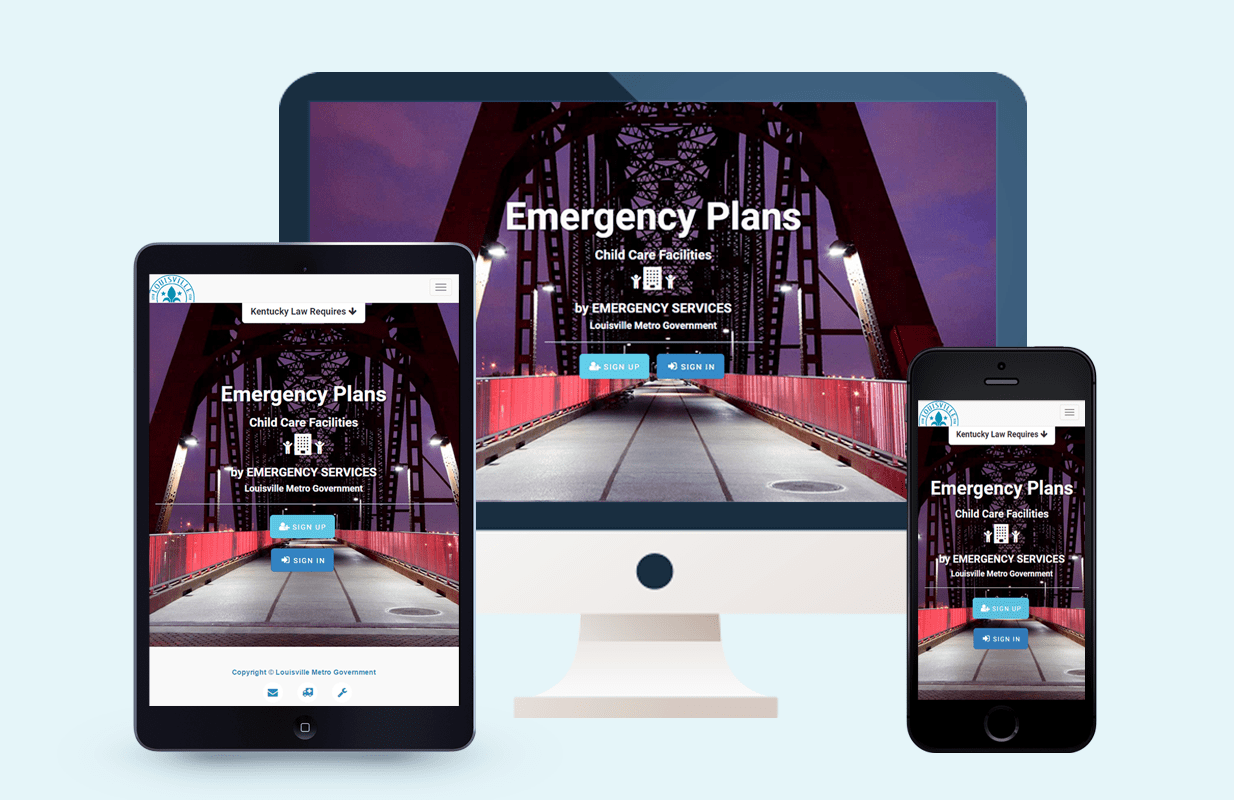 Emergency Plans
Child Care Facilities
by EMERGENCY SERVICES
Louisville Metro Government
SIGN UP
SIGN IN
LOUISVILLE
Kentucky Law Requires
Emergency Plans
Child Care Facilities
by EMERGENCY SERVICES
Louisville Metro Government
SIGN UP
SIGN IN
Copyright © Louisville Metro Government
LOUISVILLE
Kentucky Law Requires
Emergency Plans
Child Care Facilities
by EMERGENCY SERVICES
Louisville Metro Government
SIGN UP
SIGN IN